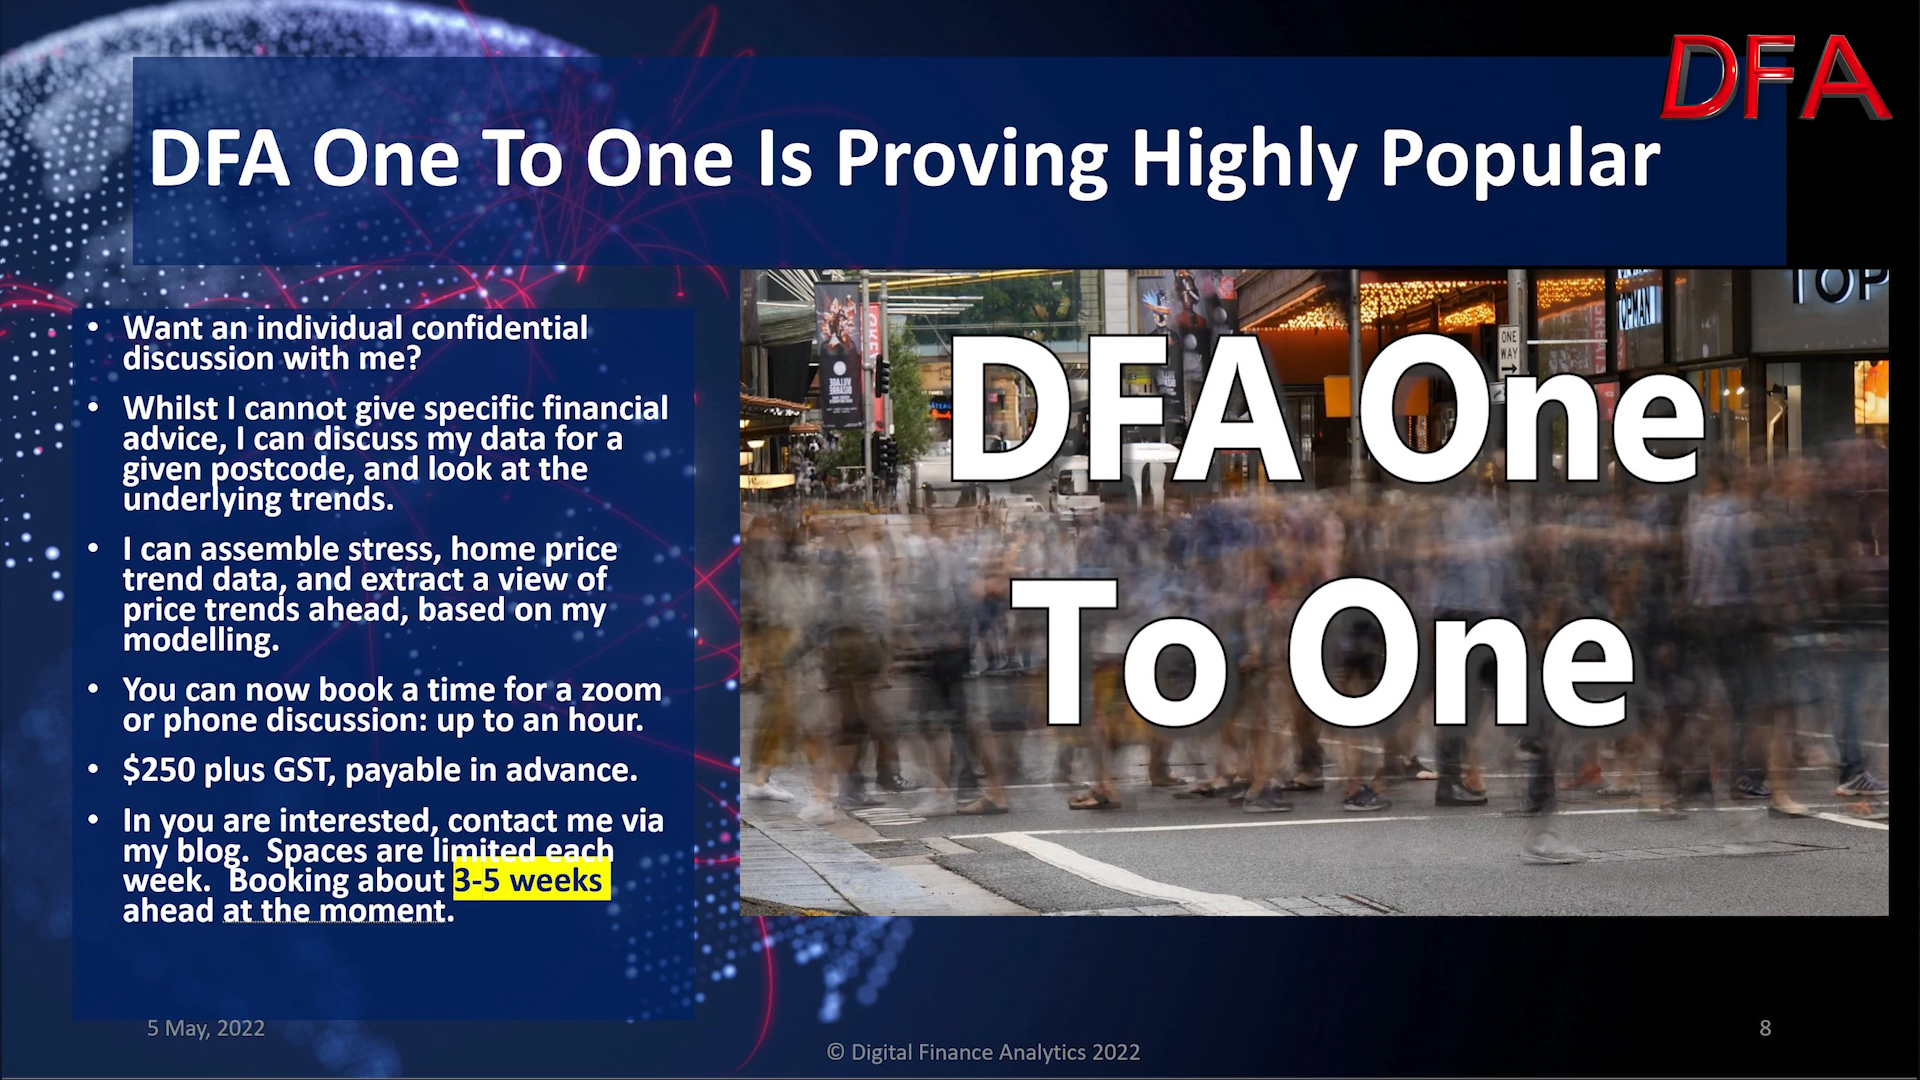 DFA
DFA One To One Is Proving Highly Popular
• Want an individual confidential
discussion with me?
• Whilst I cannot give specific financial
advice, I can discuss my data for a
given postcode, and look at the
underlying trends.
• I can assemble stress, home price
trend data, and extract a view of
price trends ahead, based on my
modelling.
• You can now book a time for a zoom
or phone discussion: up to an hour.
• $250 plus GST, payable in advance.
• In you are interested, contact me via
my blog.  Spaces are limited each
week.  Booking about 3-5 weeks
ahead at the moment.
TOP
TOPMAN
ONE
WAY
DFA One
To One
5 May, 2022
8
© Digital Finance Analytics 2022